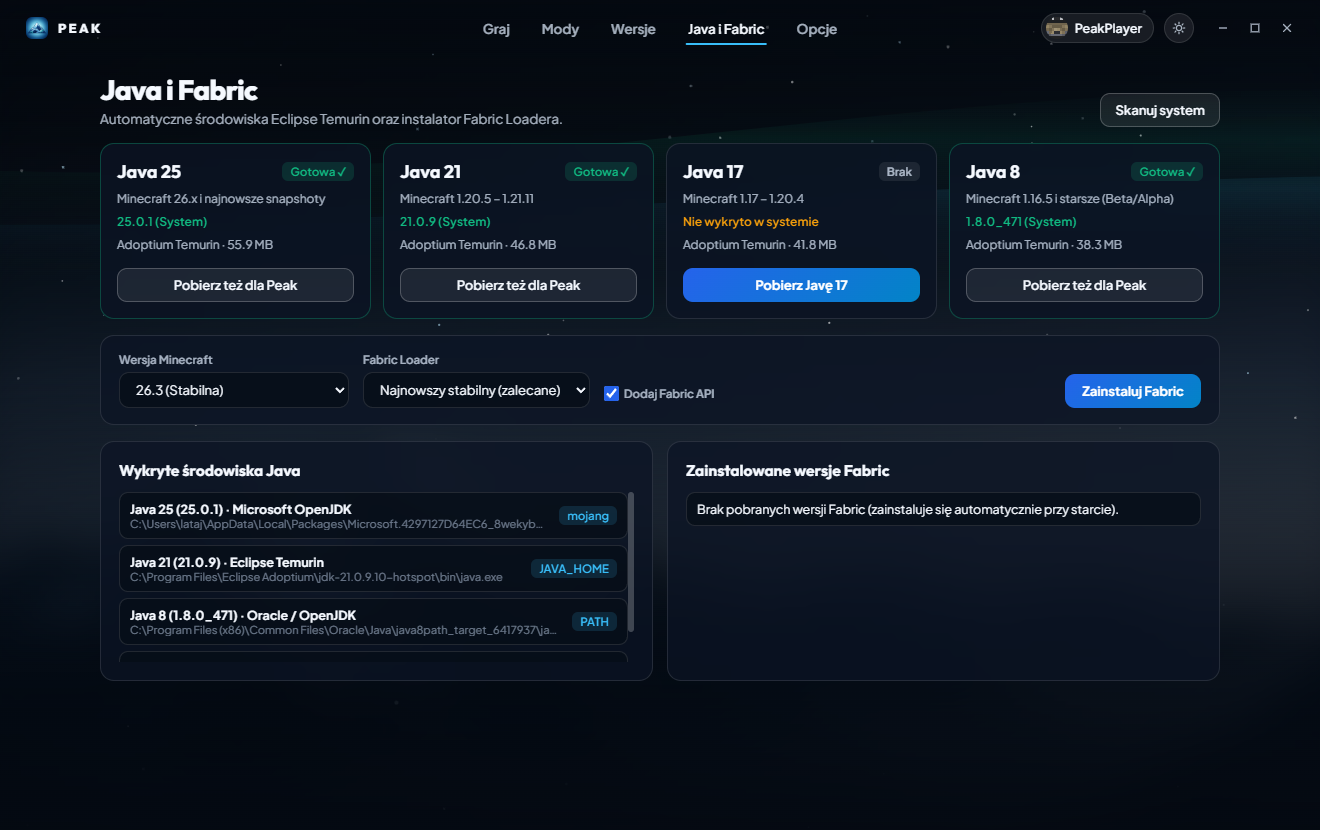 PEAK
Graj
Mody
Wersje
Java i Fabric
Opcje
PeakPlayer
Java i Fabric
Automatyczne środowiska Eclipse Temurin oraz instalator Fabric Loadera.
Skanuj system
Java 25
Gotowa ✓
Minecraft 26.x i najnowsze snapshoty
25.0.1 (System)
Adoptium Temurin · 55.9 MB
Pobierz też dla Peak
Java 21
Gotowa ✓
Minecraft 1.20.5 – 1.21.11
21.0.9 (System)
Adoptium Temurin · 46.8 MB
Pobierz też dla Peak
Java 17
Brak
Minecraft 1.17 – 1.20.4
Nie wykryto w systemie
Adoptium Temurin · 41.8 MB
Pobierz Javę 17
Java 8
Gotowa ✓
Minecraft 1.16.5 i starsze (Beta/Alpha)
1.8.0_471 (System)
Adoptium Temurin · 38.3 MB
Pobierz też dla Peak
Wersja Minecraft
26.3 (Stabilna)
Fabric Loader
Najnowszy stabilny (zalecane)
Dodaj Fabric API
Zainstaluj Fabric
Wykryte środowiska Java
Java 25 (25.0.1) · Microsoft OpenJDK
C:\Users\lataj\AppData\Local\Packages\Microsoft.4297127D64EC6_8wekyb…
mojang
Java 21 (21.0.9) · Eclipse Temurin
C:\Program Files\Eclipse Adoptium\jdk-21.0.9.10-hotspot\bin\java.exe
JAVA_HOME
Java 8 (1.8.0_471) · Oracle / OpenJDK
C:\Program Files (x86)\Common Files\Oracle\Java\java8path_target_6417937\ja…
PATH
Zainstalowane wersje Fabric
Brak pobranych wersji Fabric (zainstaluje się automatycznie przy starcie).